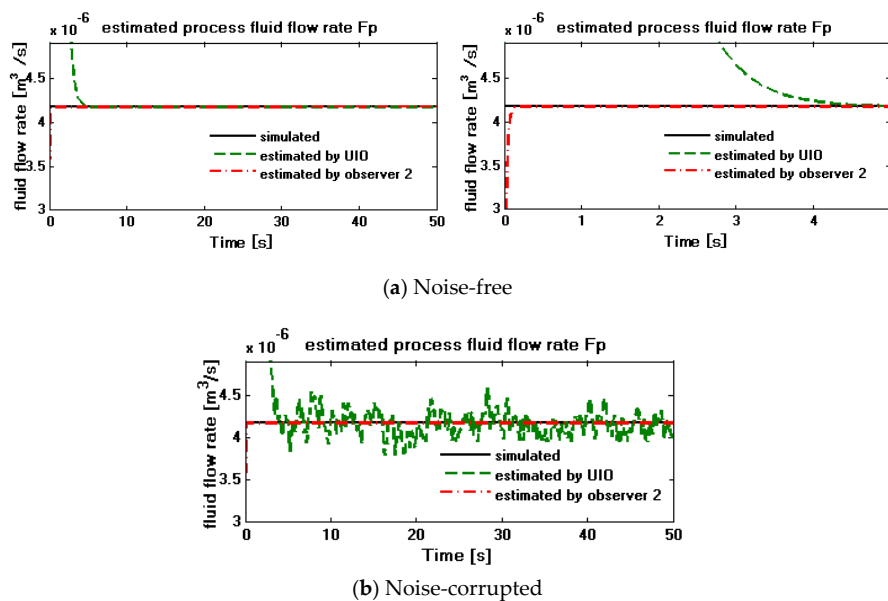 × 10 -6
estimated process fluid flow rate Fp
fluid flow rate [m³ /s]
4.5
4
3.5
3
simulated
estimated by UIO
estimated by observer 2
0 10 20 30 40 50
Time [s]
× 10 -6
estimated process fluid flow rate Fp
fluid flow rate [m³ /s]
4.5
4
3.5
3
simulated
estimated by UIO
estimated by observer 2
0 1 2 3 4
Time [s]
(a) Noise-free
× 10 -6
estimated process fluid flow rate Fp
fluid flow rate [m³/s]
4.5
4
3.5
3
simulated
estimated by UIO
estimated by observer 2
0 10 20 30 40 50
Time [s]
(b) Noise-corrupted